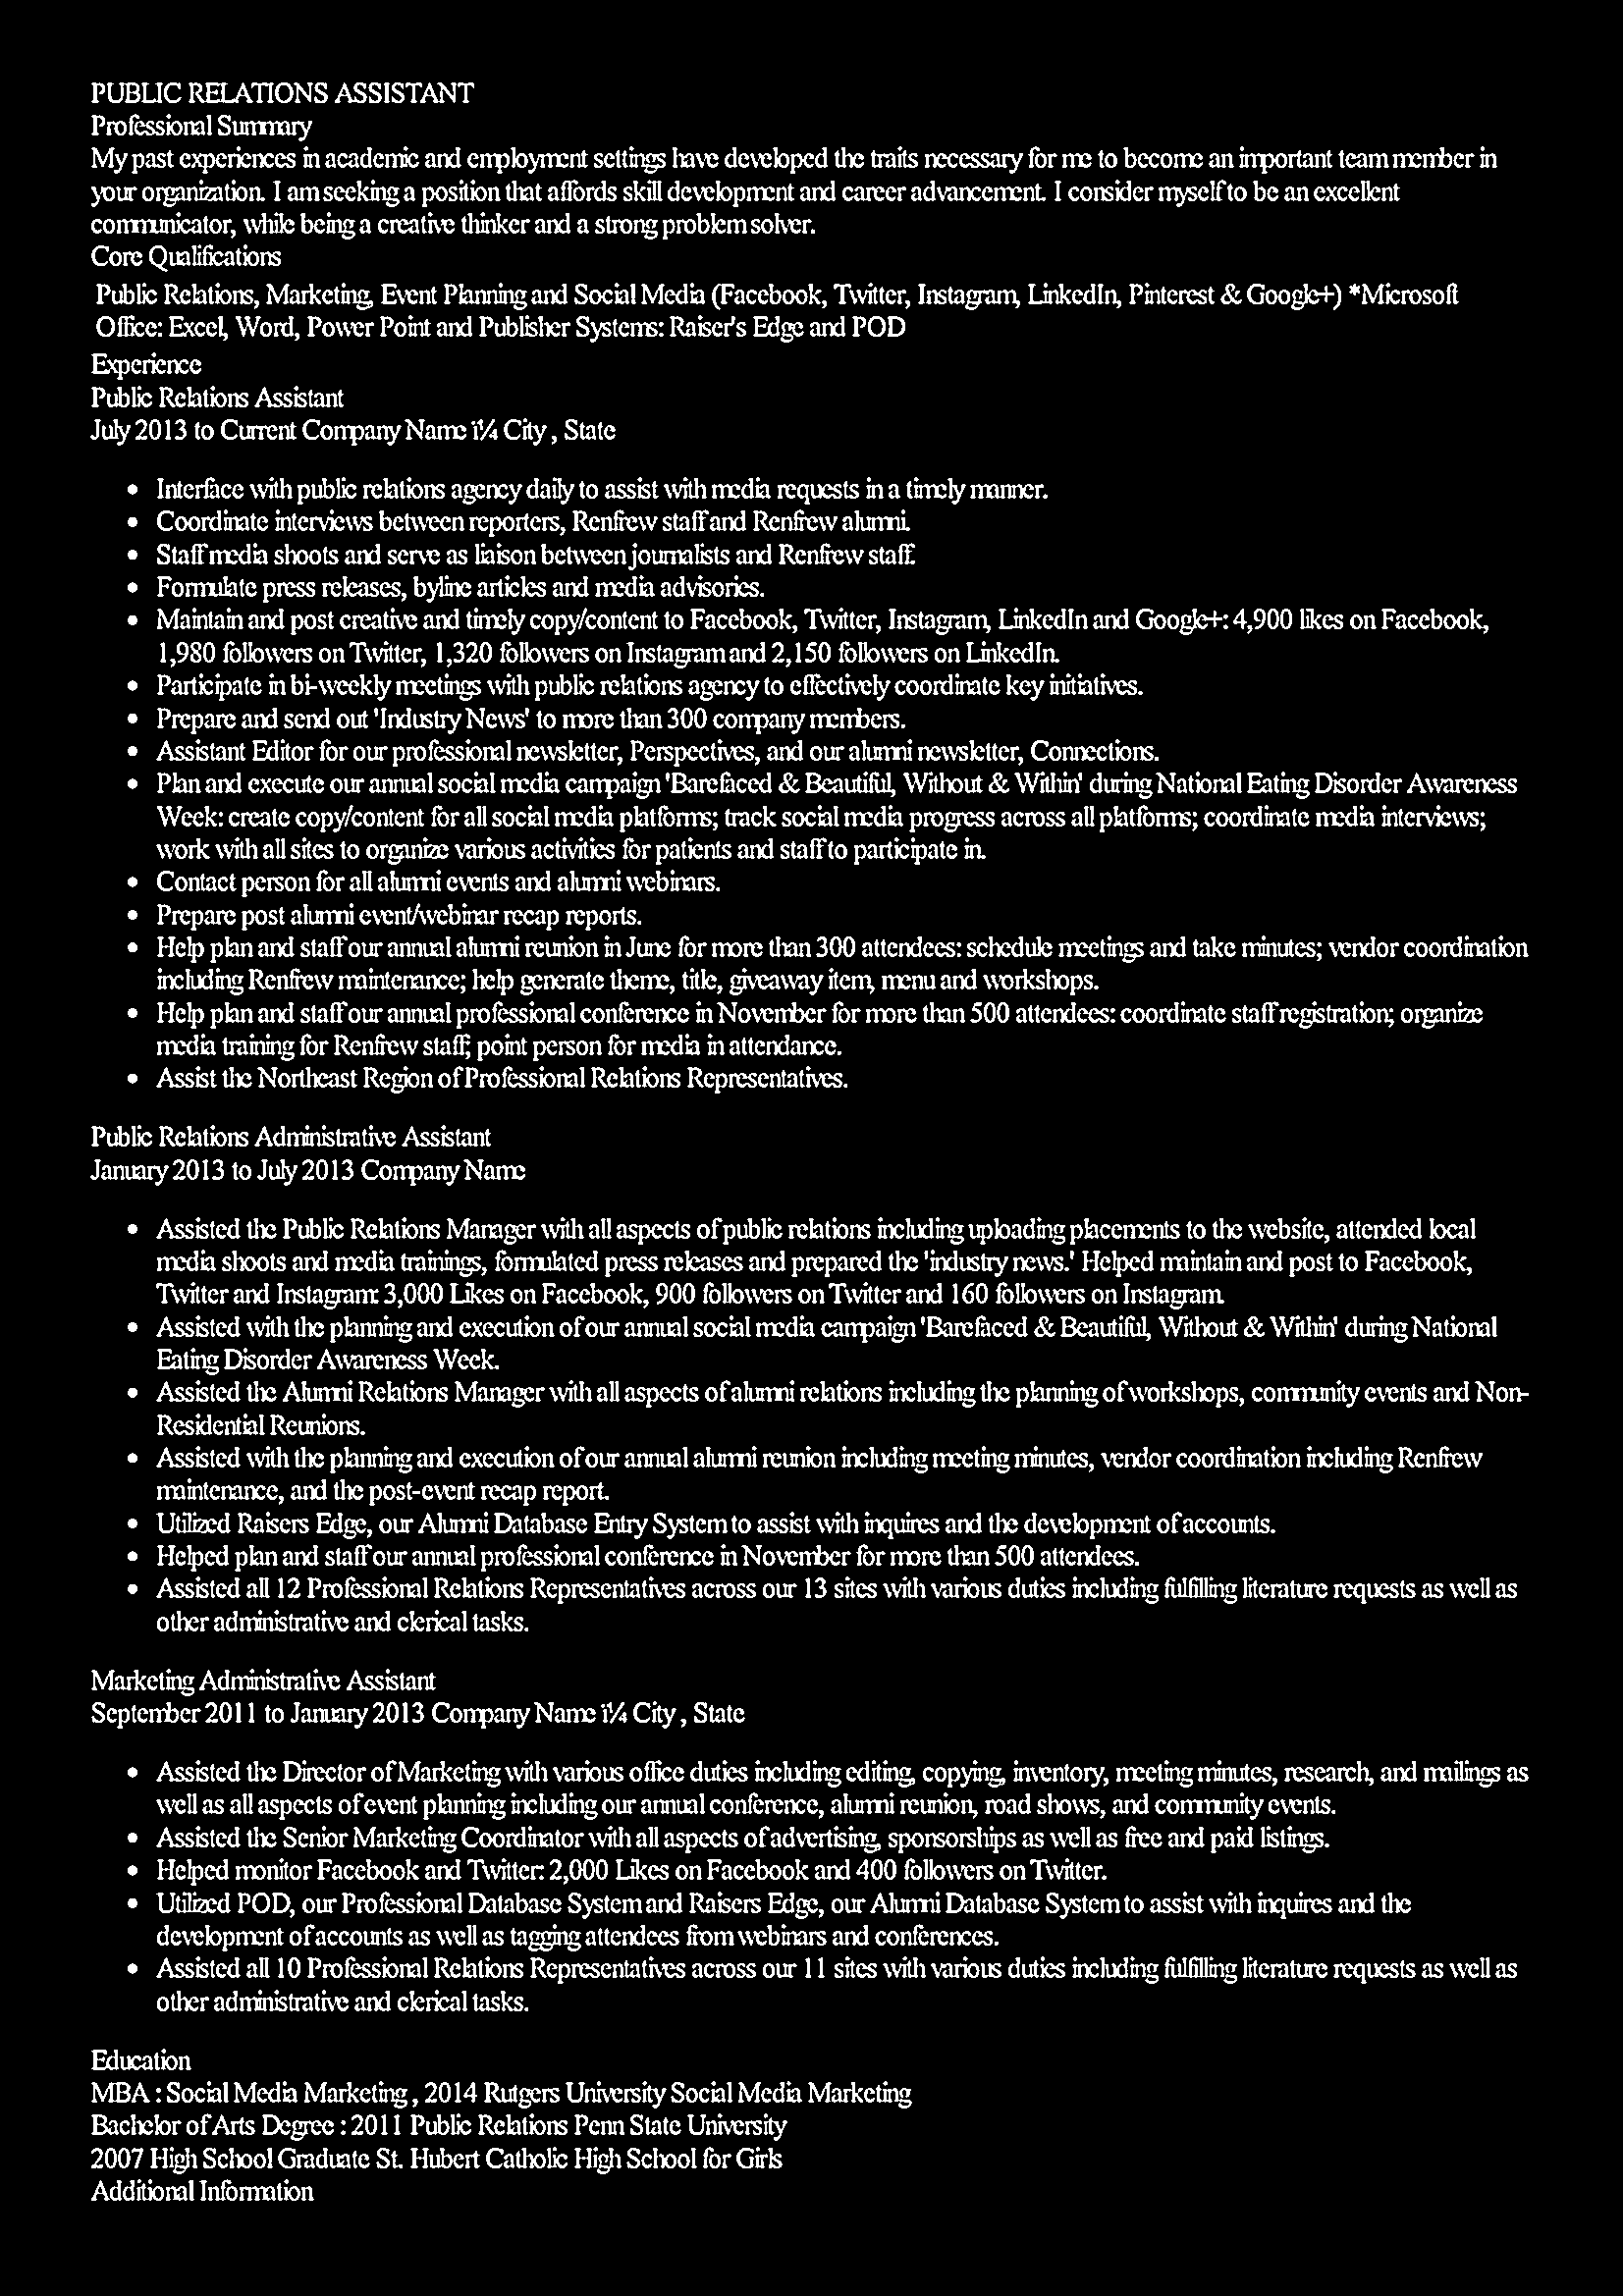 PUBLIC RELATIONS ASSISTANT
Professional Summary
My past experiences in academic and employment settings have developed the traits necessary for me to become an important team member in
your organization. I am seeking a position that affords skill development and career advancement. I consider myself to be an excellent
communicator, while being a creative thinker and a strong problem solver.
Core Qualifications
Public Relations, Marketing, Event Planning and Social Media (Facebook, Twitter, Instagram, LinkedIn, Pinterest & Google+) *Microsoft
Office: Excel, Word, Power Point and Publisher Systems: Raiser's Edge and POD
Experience
Public Relations Assistant
July 2013 to Current Company Name ï¼ City , State
• Interface with public relations agency daily to assist with media requests in a timely manner.
• Coordinate interviews between reporters, Renfrew staff and Renfrew alumni.
• Staff media shoots and serve as liaison between journalists and Renfrew staff.
• Formulate press releases, byline articles and media advisories.
• Maintain and post creative and timely copy/content to Facebook, Twitter, Instagram, LinkedIn and Google+: 4,900 likes on Facebook,
1,980 followers on Twitter, 1,320 followers on Instagram and 2,150 followers on LinkedIn.
• Participate in bi-weekly meetings with public relations agency to effectively coordinate key initiatives.
• Prepare and send out 'Industry News' to more than 300 company members.
• Assistant Editor for our professional newsletter, Perspectives, and our alumni newsletter, Connections.
• Plan and execute our annual social media campaign 'Barefaced & Beautiful, Without & Within' during National Eating Disorder Awareness
Week: create copy/content for all social media platforms; track social media progress across all platforms; coordinate media interviews;
work with all sites to organize various activities for patients and staff to participate in.
• Contact person for all alumni events and alumni webinars.
• Prepare post alumni event/webinar recap reports.
• Help plan and staff our annual alumni reunion in June for more than 300 attendees: schedule meetings and take minutes; vendor coordination
including Renfrew maintenance; help generate theme, title, giveaway item, menu and workshops.
• Help plan and staff our annual professional conference in November for more than 500 attendees: coordinate staff registration; organize
media training for Renfrew staff; point person for media in attendance.
• Assist the Northeast Region of Professional Relations Representatives.
Public Relations Administrative Assistant
January 2013 to July 2013 Company Name
• Assisted the Public Relations Manager with all aspects of public relations including uploading placements to the website, attended local
media shoots and media trainings, formulated press releases and prepared the 'industry news.' Helped maintain and post to Facebook,
Twitter and Instagram: 3,000 Likes on Facebook, 900 followers on Twitter and 160 followers on Instagram.
• Assisted with the planning and execution of our annual social media campaign 'Barefaced & Beautiful, Without & Within' during National
Eating Disorder Awareness Week.
• Assisted the Alumni Relations Manager with all aspects of alumni relations including the planning of workshops, community events and Non-
Residential Reunions.
• Assisted with the planning and execution of our annual alumni reunion including meeting minutes, vendor coordination including Renfrew
maintenance, and the post-event recap report.
• Utilized Raisers Edge, our Alumni Database Entry System to assist with inquires and the development of accounts.
• Helped plan and staff our annual professional conference in November for more than 500 attendees.
• Assisted all 12 Professional Relations Representatives across our 13 sites with various duties including fulfilling literature requests as well as
other administrative and clerical tasks.
Marketing Administrative Assistant
September 2011 to January 2013 Company Name ï¼ City , State
• Assisted the Director of Marketing with various office duties including editing, copying, inventory, meeting minutes, research, and mailings as
well as all aspects of event planning including our annual conference, alumni reunion, road shows, and community events.
• Assisted the Senior Marketing Coordinator with all aspects of advertising, sponsorships as well as free and paid listings.
• Helped monitor Facebook and Twitter: 2,000 Likes on Facebook and 400 followers on Twitter.
• Utilized POD, our Professional Database System and Raisers Edge, our Alumni Database System to assist with inquires and the
development of accounts as well as tagging attendees from webinars and conferences.
• Assisted all 10 Professional Relations Representatives across our 11 sites with various duties including fulfilling literature requests as well as
other administrative and clerical tasks.
Education
MBA : Social Media Marketing , 2014 Rutgers University Social Media Marketing
Bachelor of Arts Degree : 2011 Public Relations Penn State University
2007 High School Graduate St. Hubert Catholic High School for Girls
Additional Information